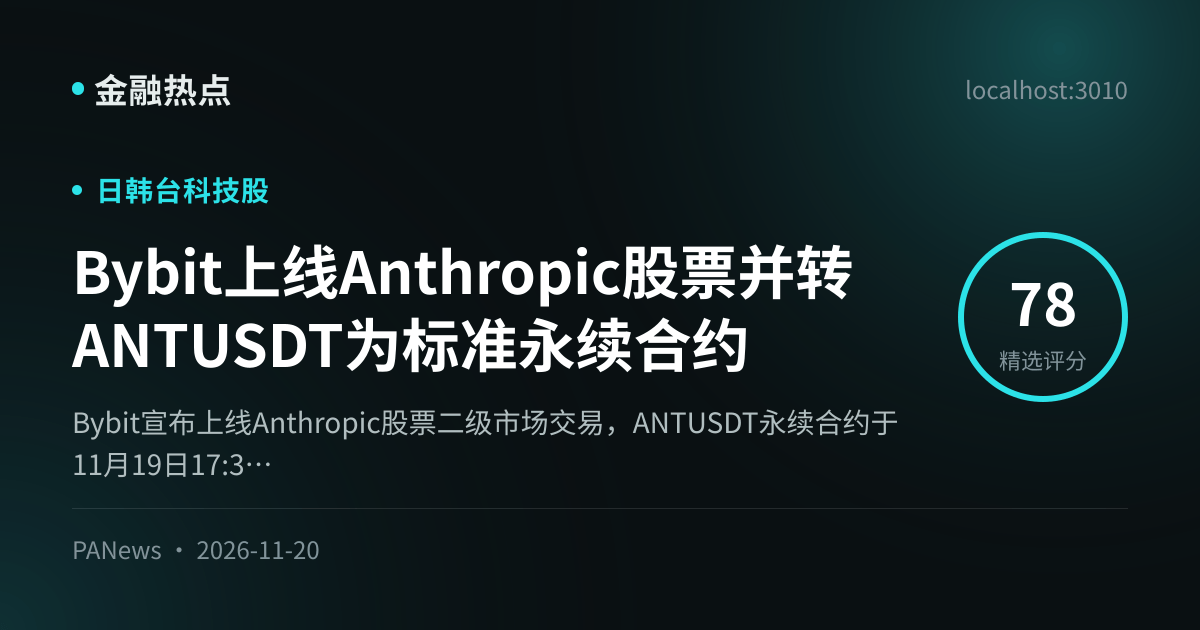 金融热点
localhost:3010
日韩台科技股
Bybit上线Anthropic股票并转
ANTUSDT为标准永续合约
78
精选评分
Bybit宣布上线Anthropic股票二级市场交易，ANTUSDT永续合约于
11月19日17:3…
PANews • 2026-11-20